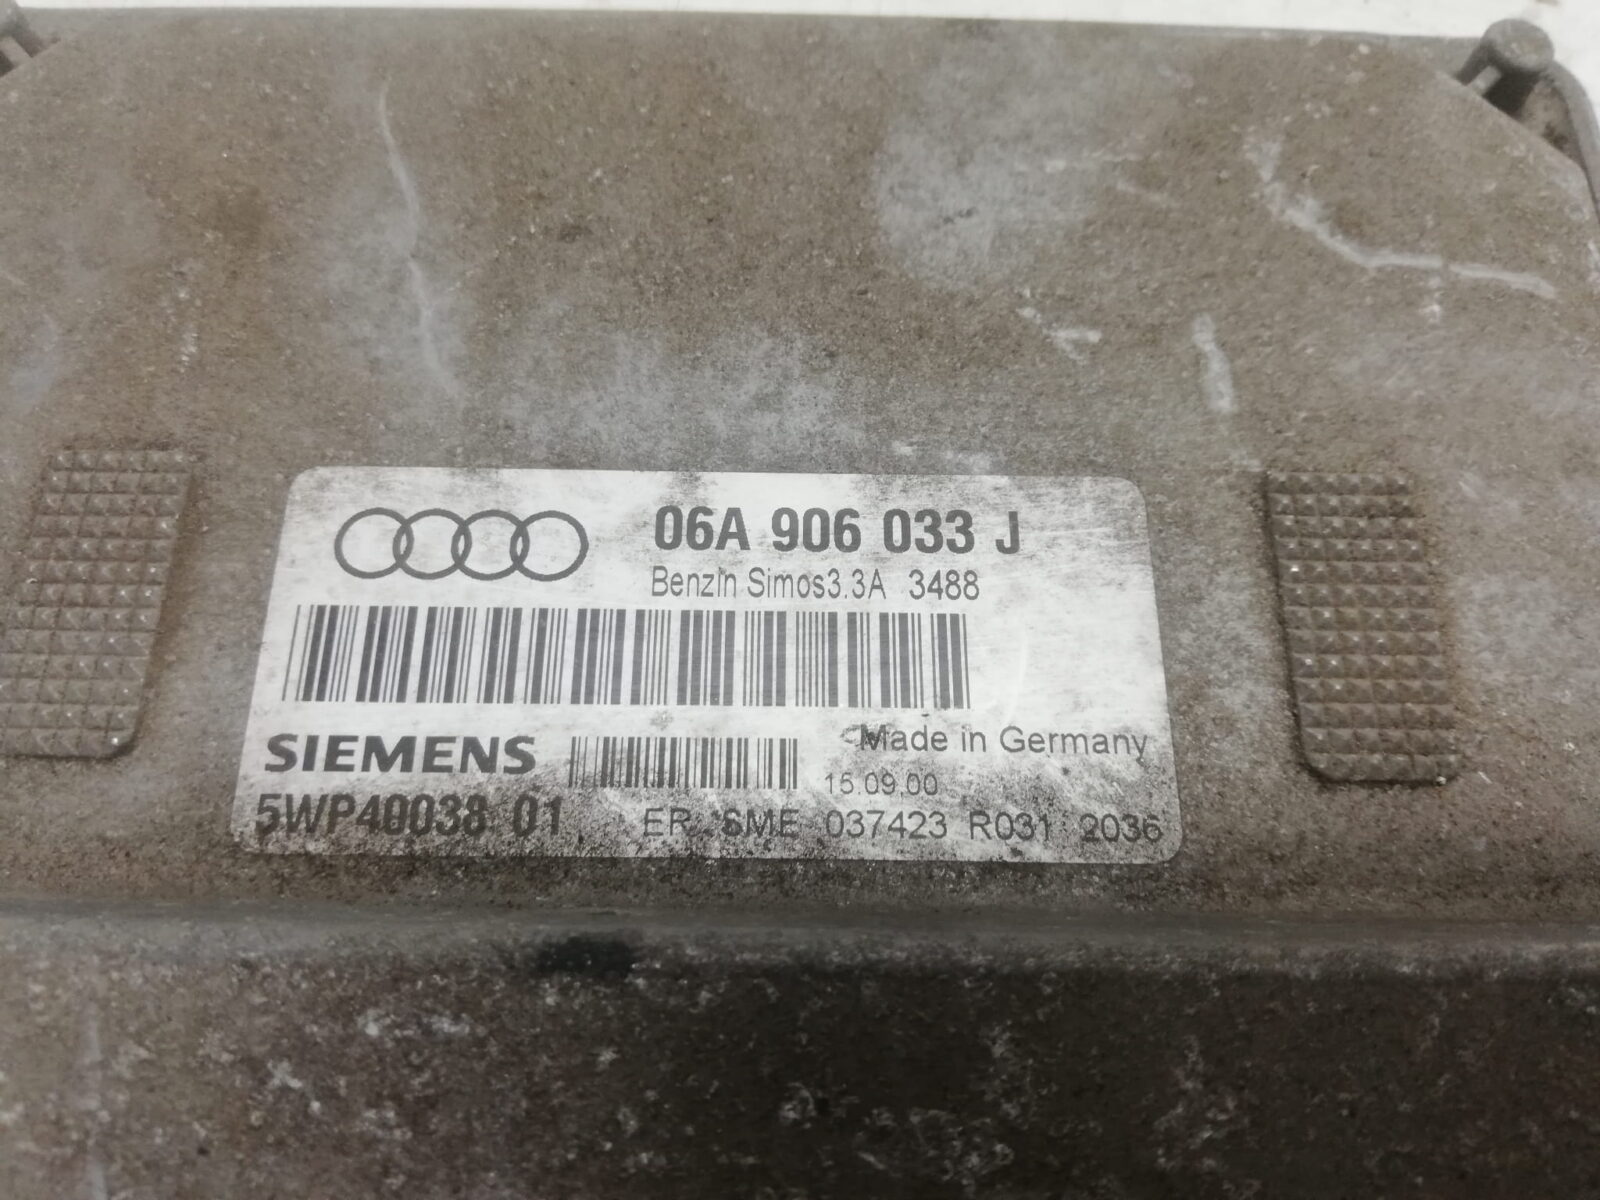 06A 906 033 J
Benzin Simos3.3A 3488
SIEMENS
Made in Germany
15.09.00
5WP40038 01
ER. SME 037423 R031 2036